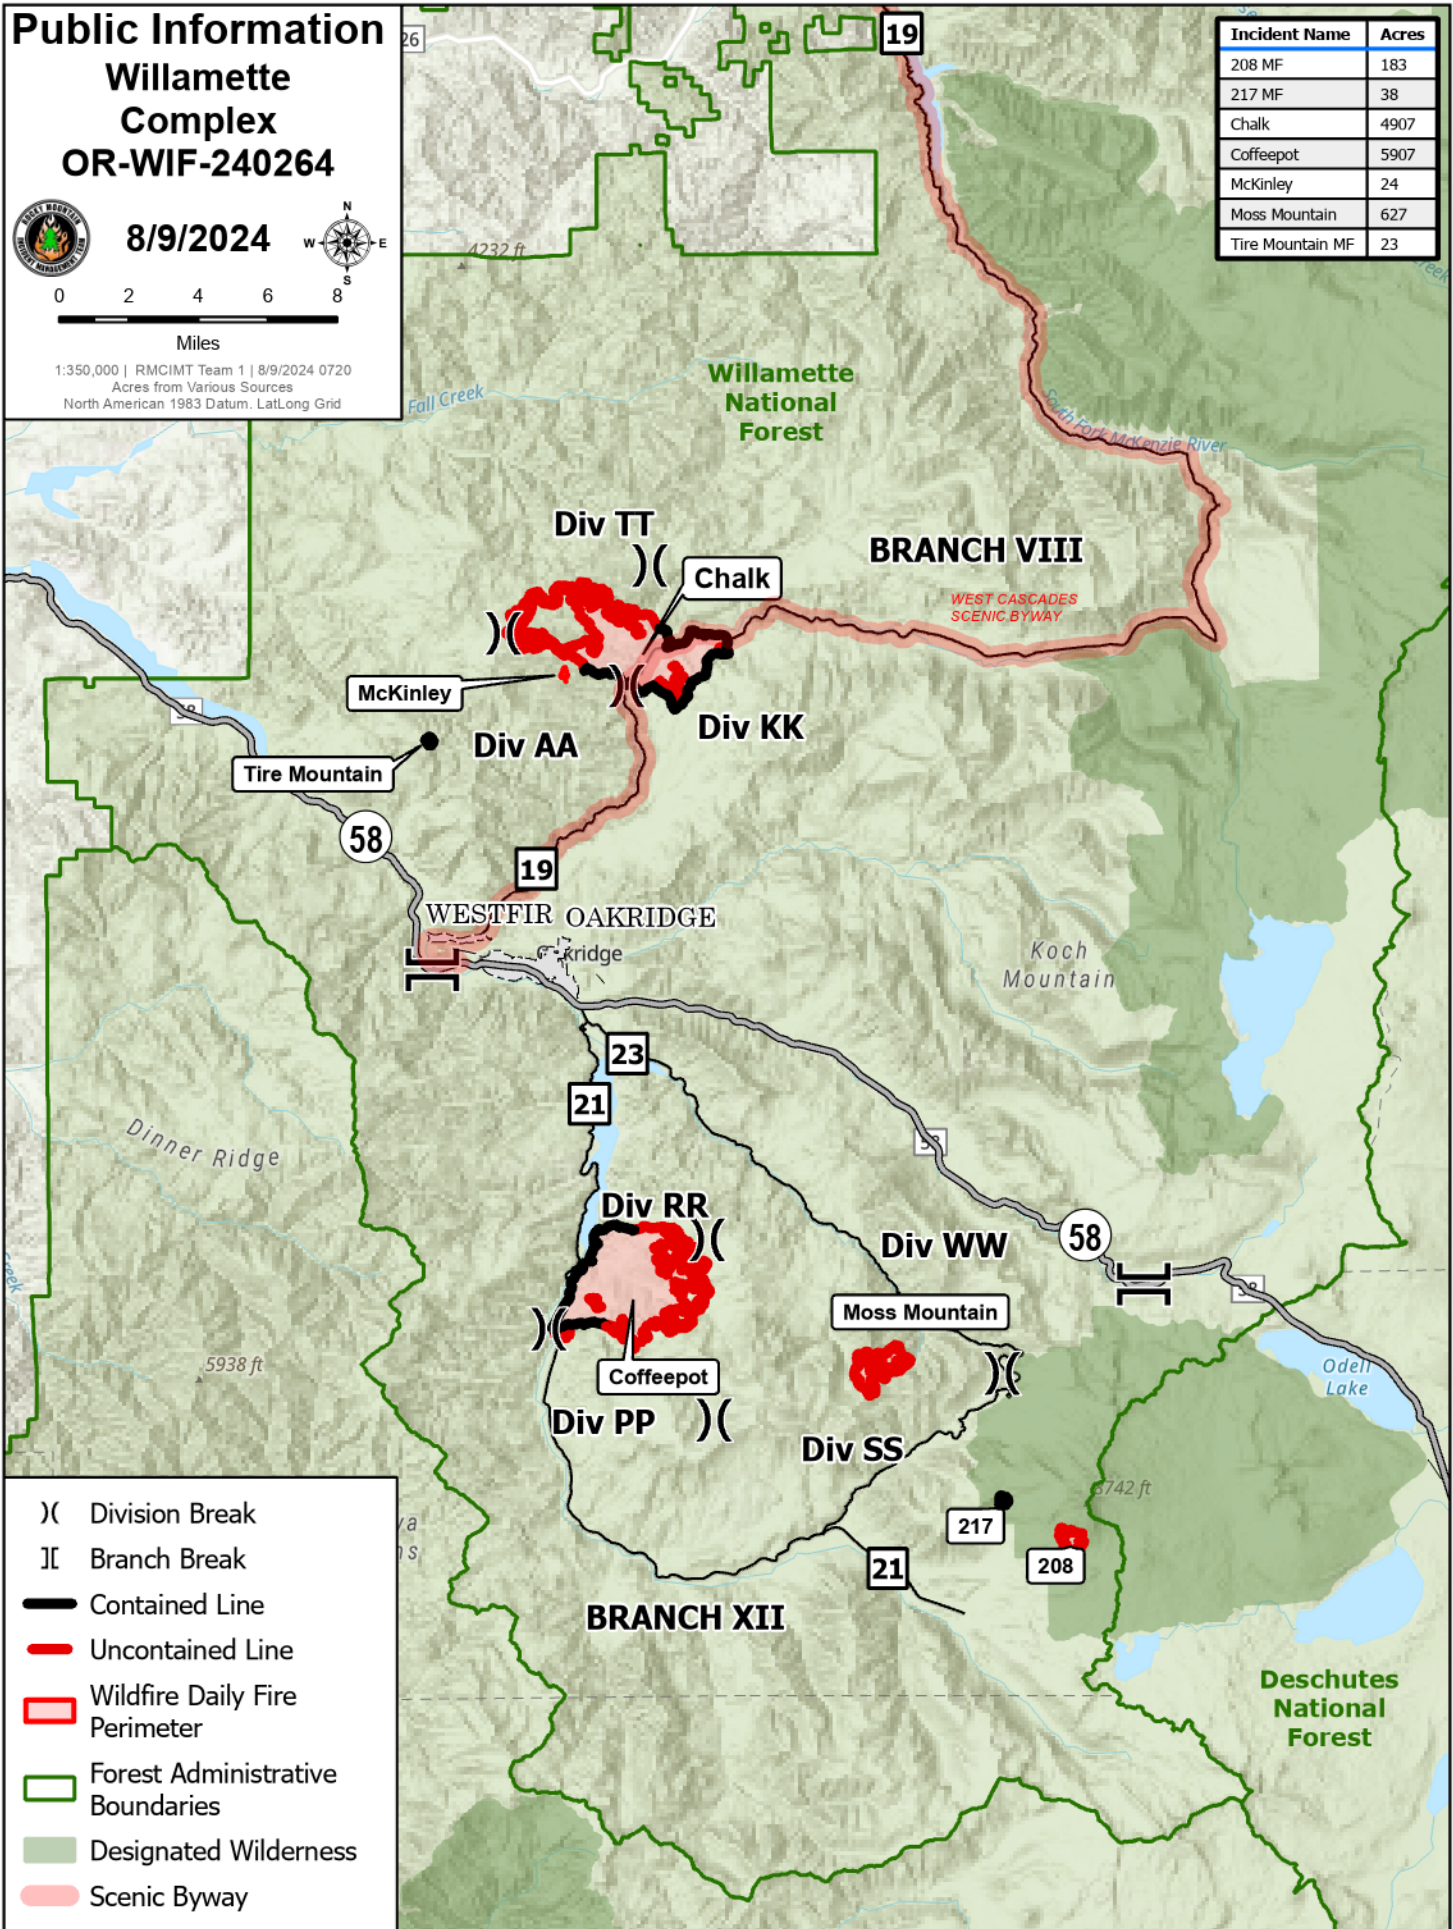 Public Information
Willamette
Complex
OR-WIF-240264
8/9/2024
N
W
E
S
0 2 4 6 8
Miles
1:350,000 | RMCIMT Team 1 | 8/9/2024 0720
Acres from Various Sources
North American 1983 Datum. LatLong Grid
Incident Name Acres
208 MF 183
217 MF 38
Chalk 4907
Coffeepot 5907
McKinley 24
Moss Mountain 627
Tire Mountain MF 23
26
19
4232 ft
Creek
Fall Creek
Willamette
National
Forest
South Fork McKenzie River
Div TT
BRANCH VIII
Chalk
WEST CASCADES
SCENIC BYWAY
McKinley
58
Div KK
Div AA
Tire Mountain
58
19
WESTFIR OAKRIDGE
Koch
Mountain
23
21
Dinner Ridge
58
Div RR
Div WW
58
Creek
58
Moss Mountain
5938 ft
Coffeepot
Odell
Lake
Div PP
Div SS
217
208
21
BRANCH XII
Deschutes
National
Forest
)( Division Break
][ Branch Break
Contained Line
Uncontained Line
Wildfire Daily Fire
Perimeter
Forest Administrative
Boundaries
Designated Wilderness
Scenic Byway